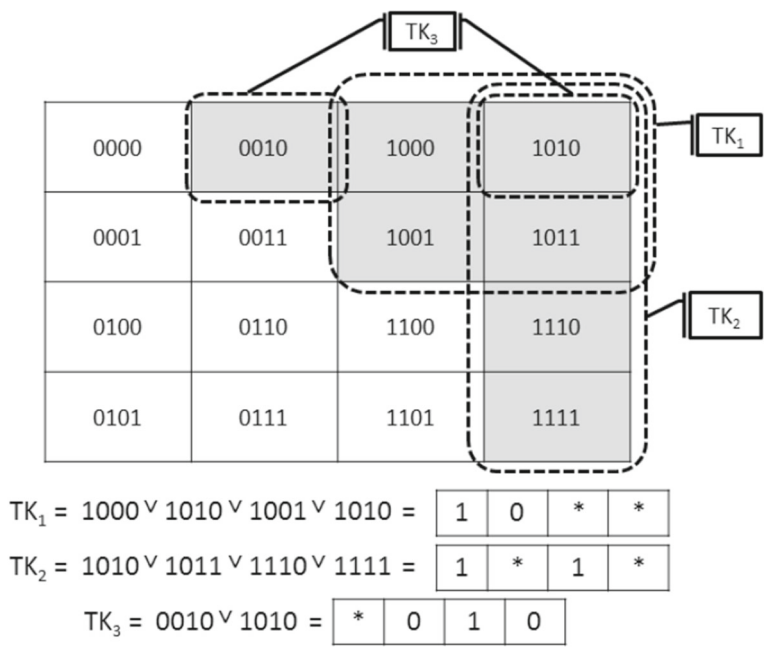 TK₃
TK₁
0000 0010 1000 1010
0001 0011 1001 1011
0100 0110 1100 1110
TK₂
0101 0111 1101 1111
TK₁ = 1000 ˅ 1010 ˅ 1001 ˅ 1010 = 1 0 * *
TK₂ = 1010 ˅ 1011 ˅ 1110 ˅ 1111 = 1 * 1 *
TK₃ = 0010 ˅ 1010 = * 0 1 0